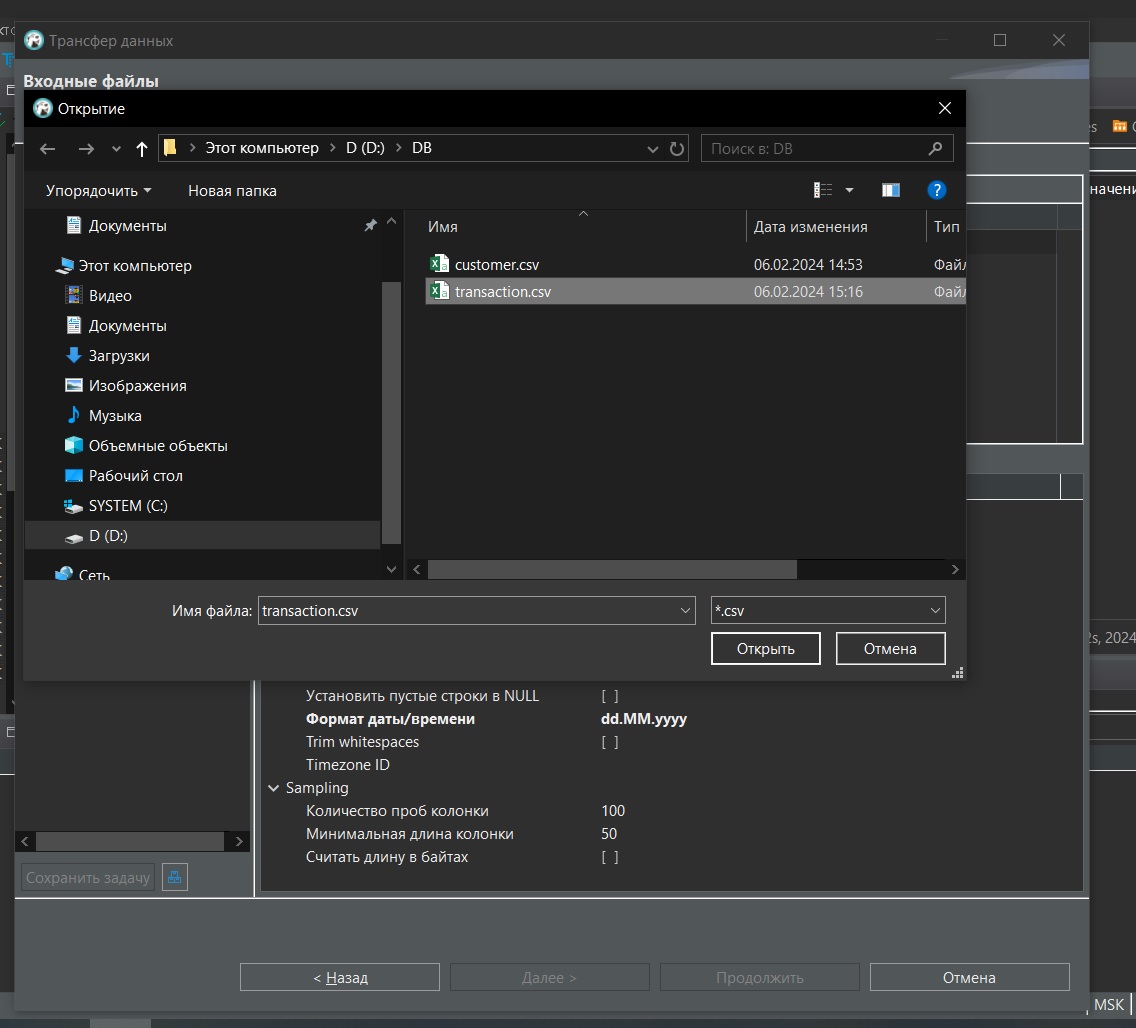 Трансфер данных
Входные файлы
Открытие
Этот компьютер
D (D:)
DB
Поиск в: DB
Упорядочить
Новая папка
Документы
Этот компьютер
Видео
Документы
Загрузки
Изображения
Музыка
Объемные объекты
Рабочий стол
SYSTEM (C:)
D (D:)
Сеть
Имя Дата изменения Тип
customer.csv 06.02.2024 14:53 Файл
transaction.csv 06.02.2024 15:16 Файл
Имя файла: transaction.csv *.csv
Открыть Отмена
Установить пустые строки в NULL [ ]
Формат даты/времени dd.MM.yyyy
Trim whitespaces [ ]
Timezone ID
Sampling
Количество проб колонки 100
Минимальная длина колонки 50
Считать длину в байтах [ ]
Сохранить задачу
< Назад Далее > Продолжить Отмена
MSK